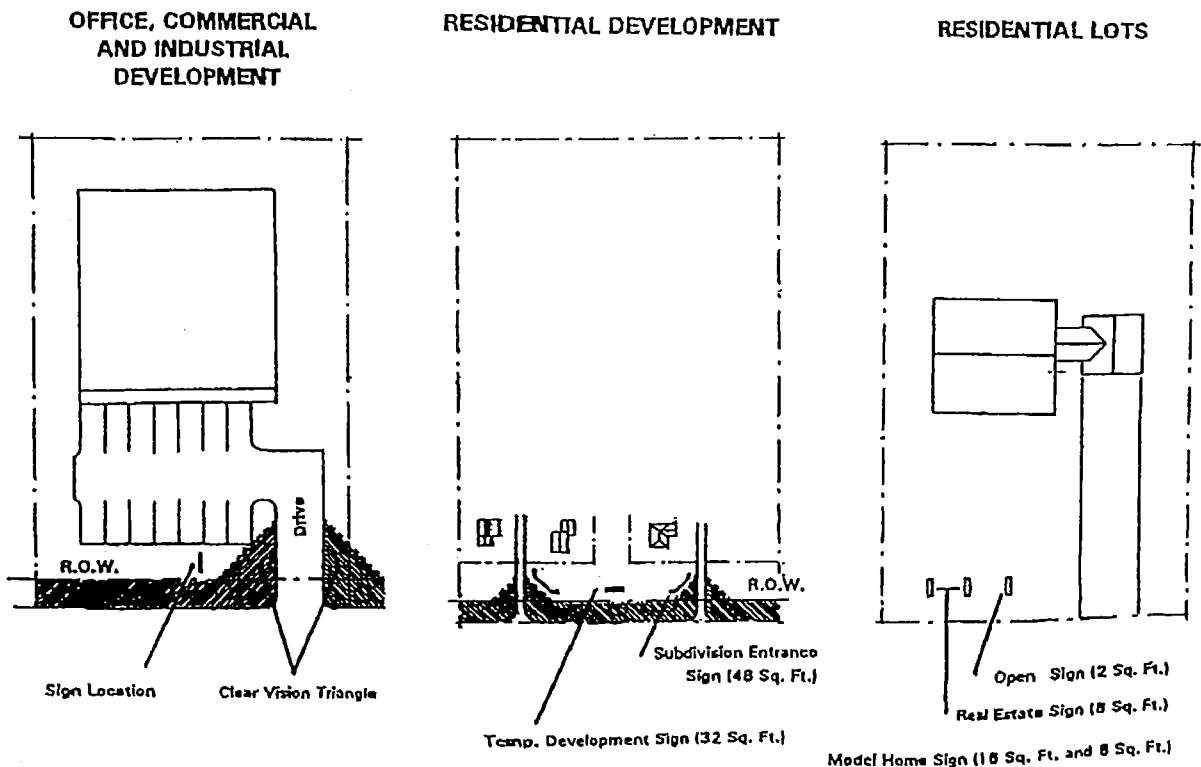 OFFICE, COMMERCIAL
AND INDUSTRIAL
DEVELOPMENT
RESIDENTIAL DEVELOPMENT
RESIDENTIAL LOTS
Drive
R.O.W.
R.O.W.
Sign Location
Clear Vision Triangle
Subdivision Entrance
Sign (48 Sq. Ft.)
Temp. Development Sign (32 Sq. Ft.)
Open Sign (2 Sq. Ft.)
Real Estate Sign (8 Sq. Ft.)
Model Home Sign (16 Sq. Ft. and 8 Sq. Ft.)